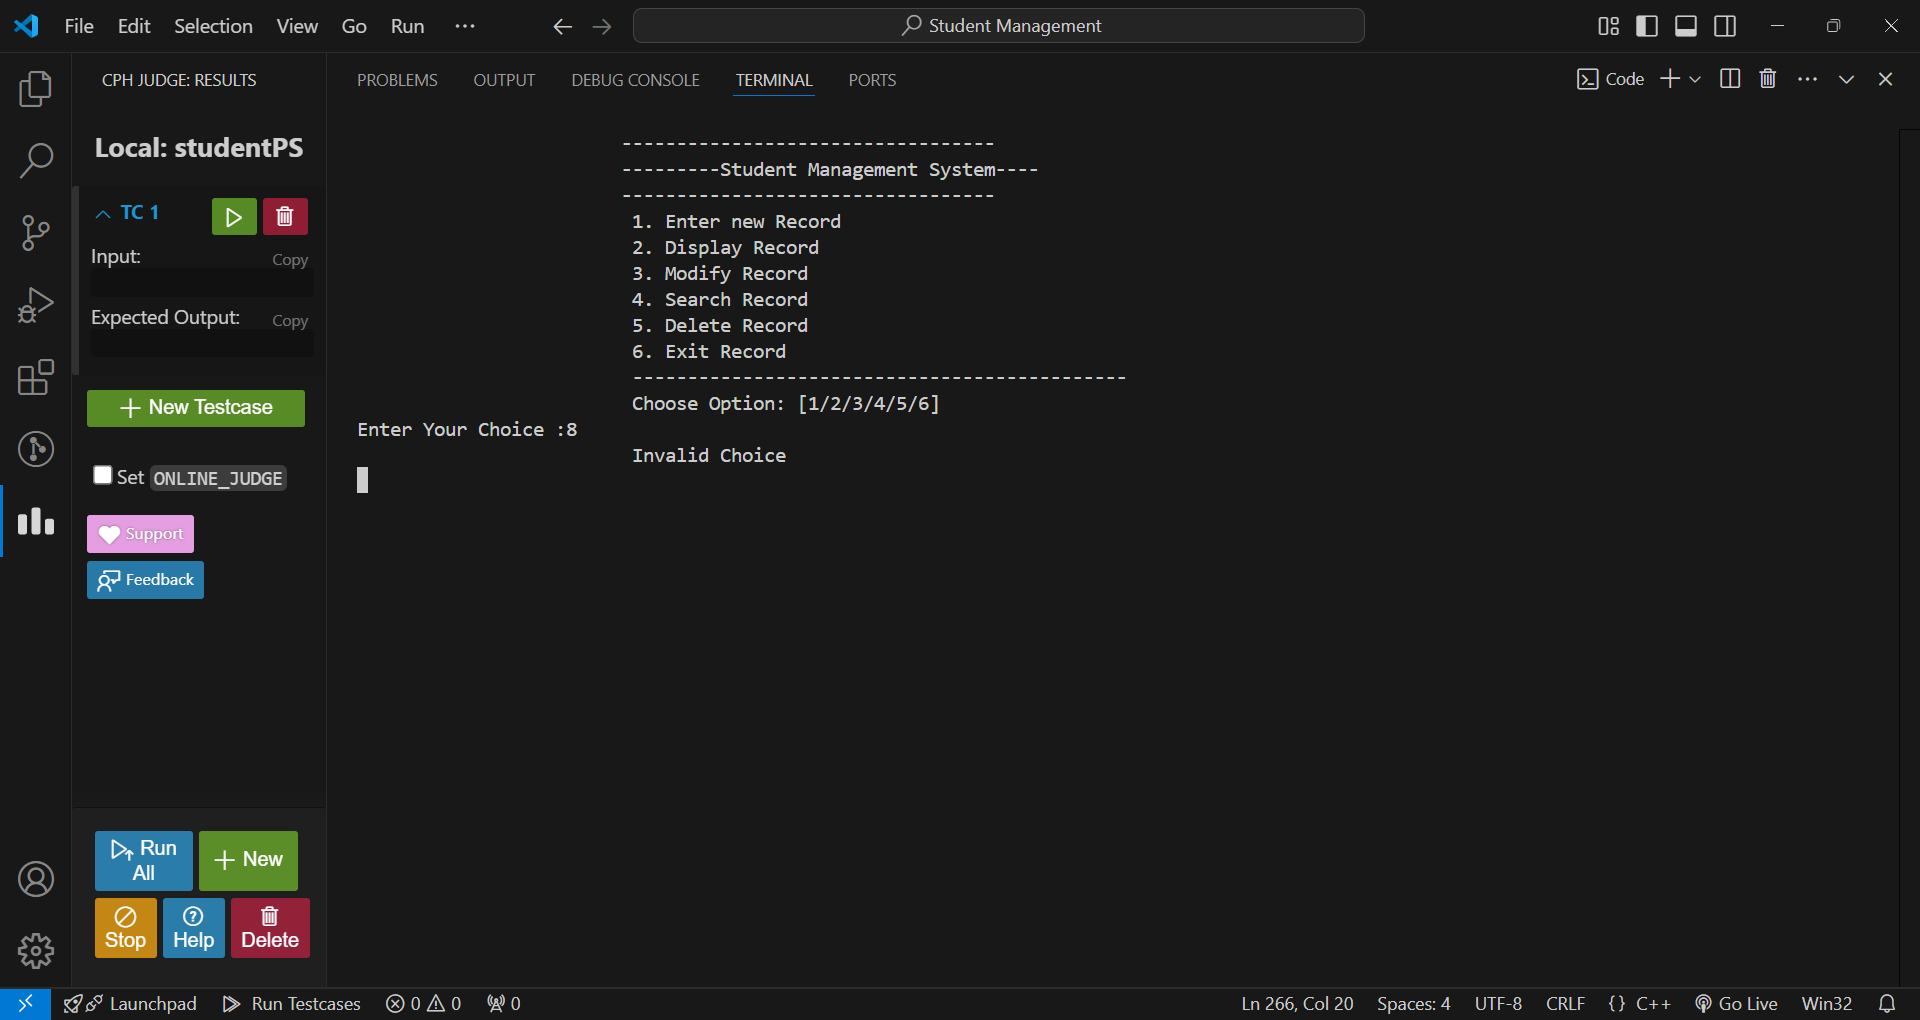 File Edit Selection View Go Run ··· Student Management
CPH JUDGE: RESULTS
PROBLEMS OUTPUT DEBUG CONSOLE TERMINAL PORTS Code
Local: studentPS
TC 1
Input: Copy
Expected Output: Copy
+ New Testcase
Set ONLINE_JUDGE
Support
Feedback
Run All
+ New
Stop
Help
Delete
----------------------------------
---------Student Management System----
----------------------------------
1. Enter new Record
2. Display Record
3. Modify Record
4. Search Record
5. Delete Record
6. Exit Record
---------------------------------------------
Choose Option: [1/2/3/4/5/6]
Enter Your Choice :8
Invalid Choice
Launchpad Run Testcases 0 0 0 Ln 266, Col 20 Spaces: 4 UTF-8 CRLF {} C++ Go Live Win32